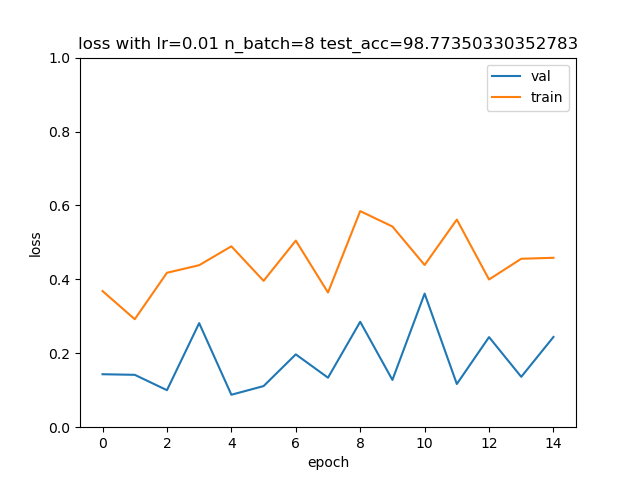 loss with lr=0.01 n_batch=8 test_acc=98.77350330352783
val
train
1.0
0.8
0.6
0.4
0.2
0.0
loss
0 2 4 6 8 10 12 14
epoch